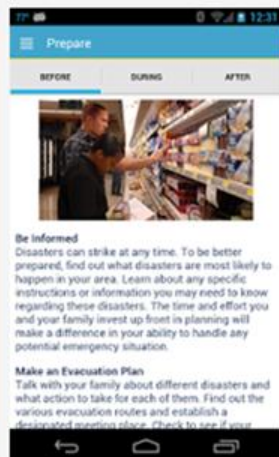 77°
12:31
Prepare
BEFORE
DURING
AFTER
Be Informed
Disasters can strike at any time. To be better
prepared, find out what disasters are most likely to
happen in your area. Learn about any specific
instructions or information you may need to know
regarding these disasters. The time and effort you
and your family invest up front in planning will
make a difference in your ability to handle any
potential emergency situation.
Make an Evacuation Plan
Talk with your family about different disasters and
what action to take for each of them. Find out the
various evacuation routes and establish a
designated meeting place. Check to see if your